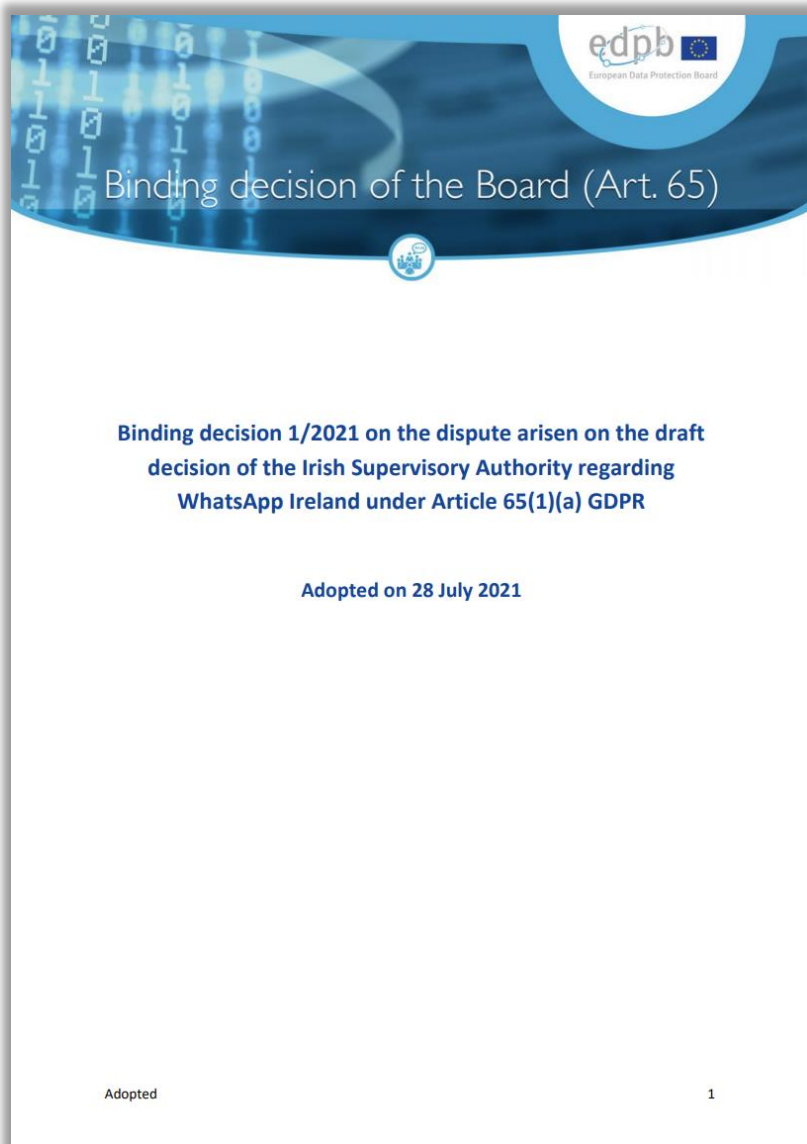 edpb
European Data Protection Board
Binding decision of the Board (Art. 65)
Binding decision 1/2021 on the dispute arisen on the draft
decision of the Irish Supervisory Authority regarding
WhatsApp Ireland under Article 65(1)(a) GDPR
Adopted on 28 July 2021
Adopted
1